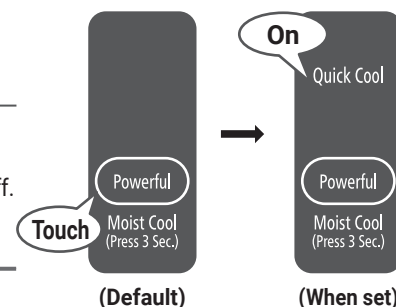 On
Quick Cool
Powerful
Moist Cool
(Press 3 Sec.)
Touch
(Default)
Powerful
Moist Cool
(Press 3 Sec.)
(When set)